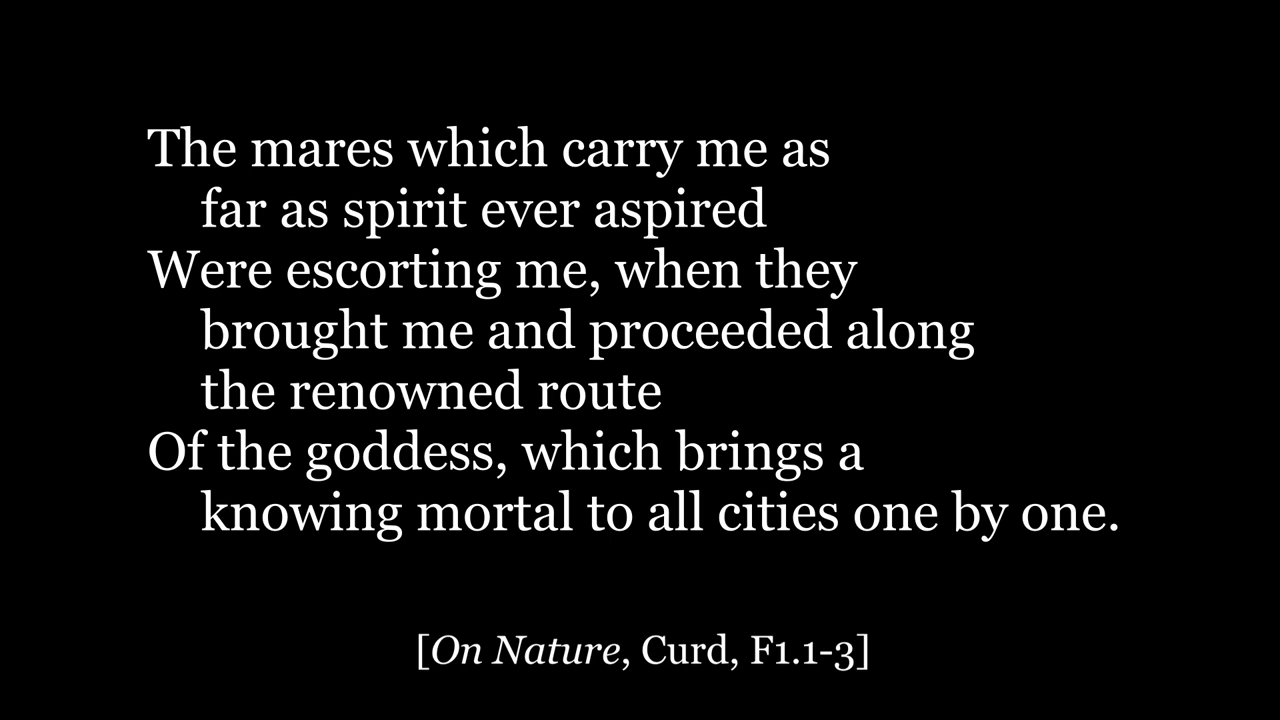 The mares which carry me as
far as spirit ever aspired
Were escorting me, when they
brought me and proceeded along
the renowned route
Of the goddess, which brings a
knowing mortal to all cities one by one.
[On Nature, Curd, F1.1-3]